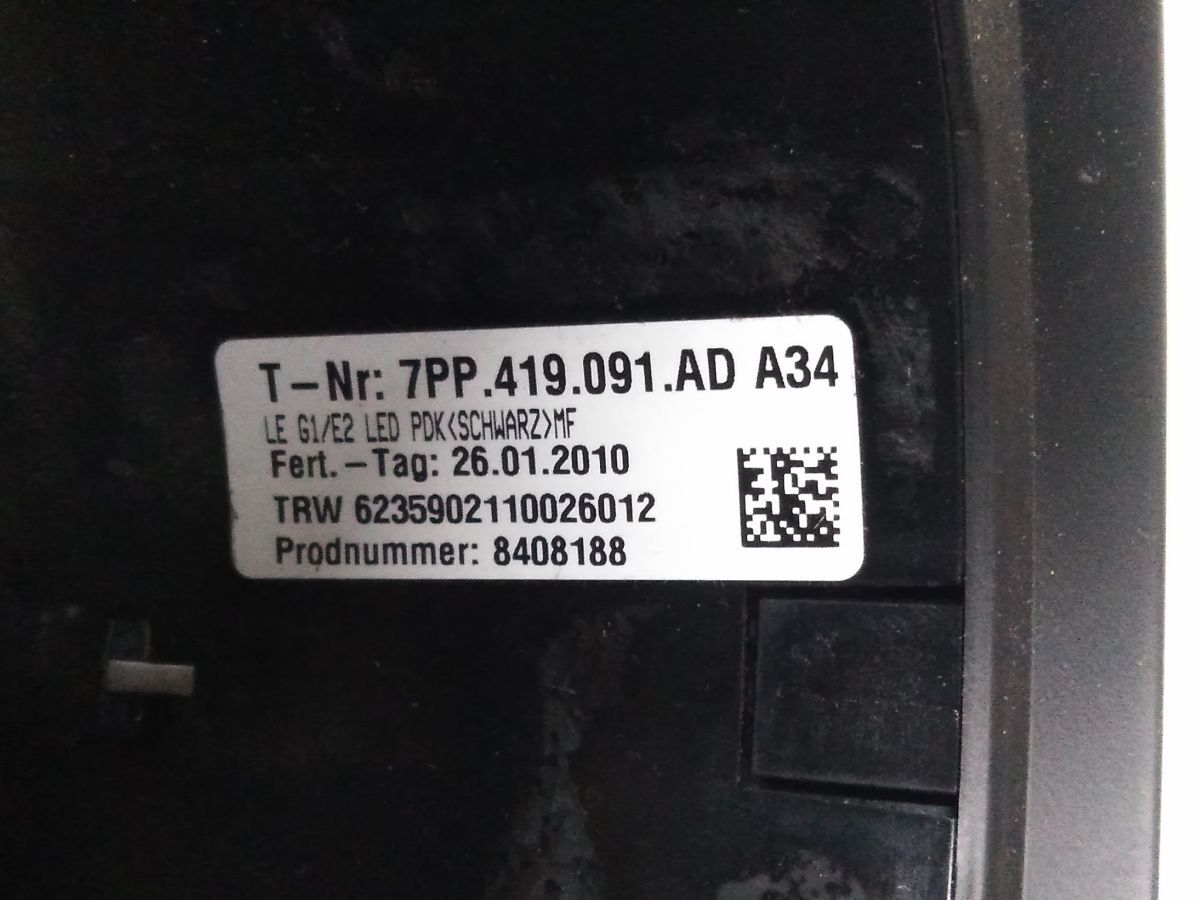 T-Nr: 7PP.419.091.AD A34
LE G1/E2 LED PDK<SCHWARZ>MF
Fert.-Tag: 26.01.2010
TRW 6235902110026012
Prodnummer: 8408188